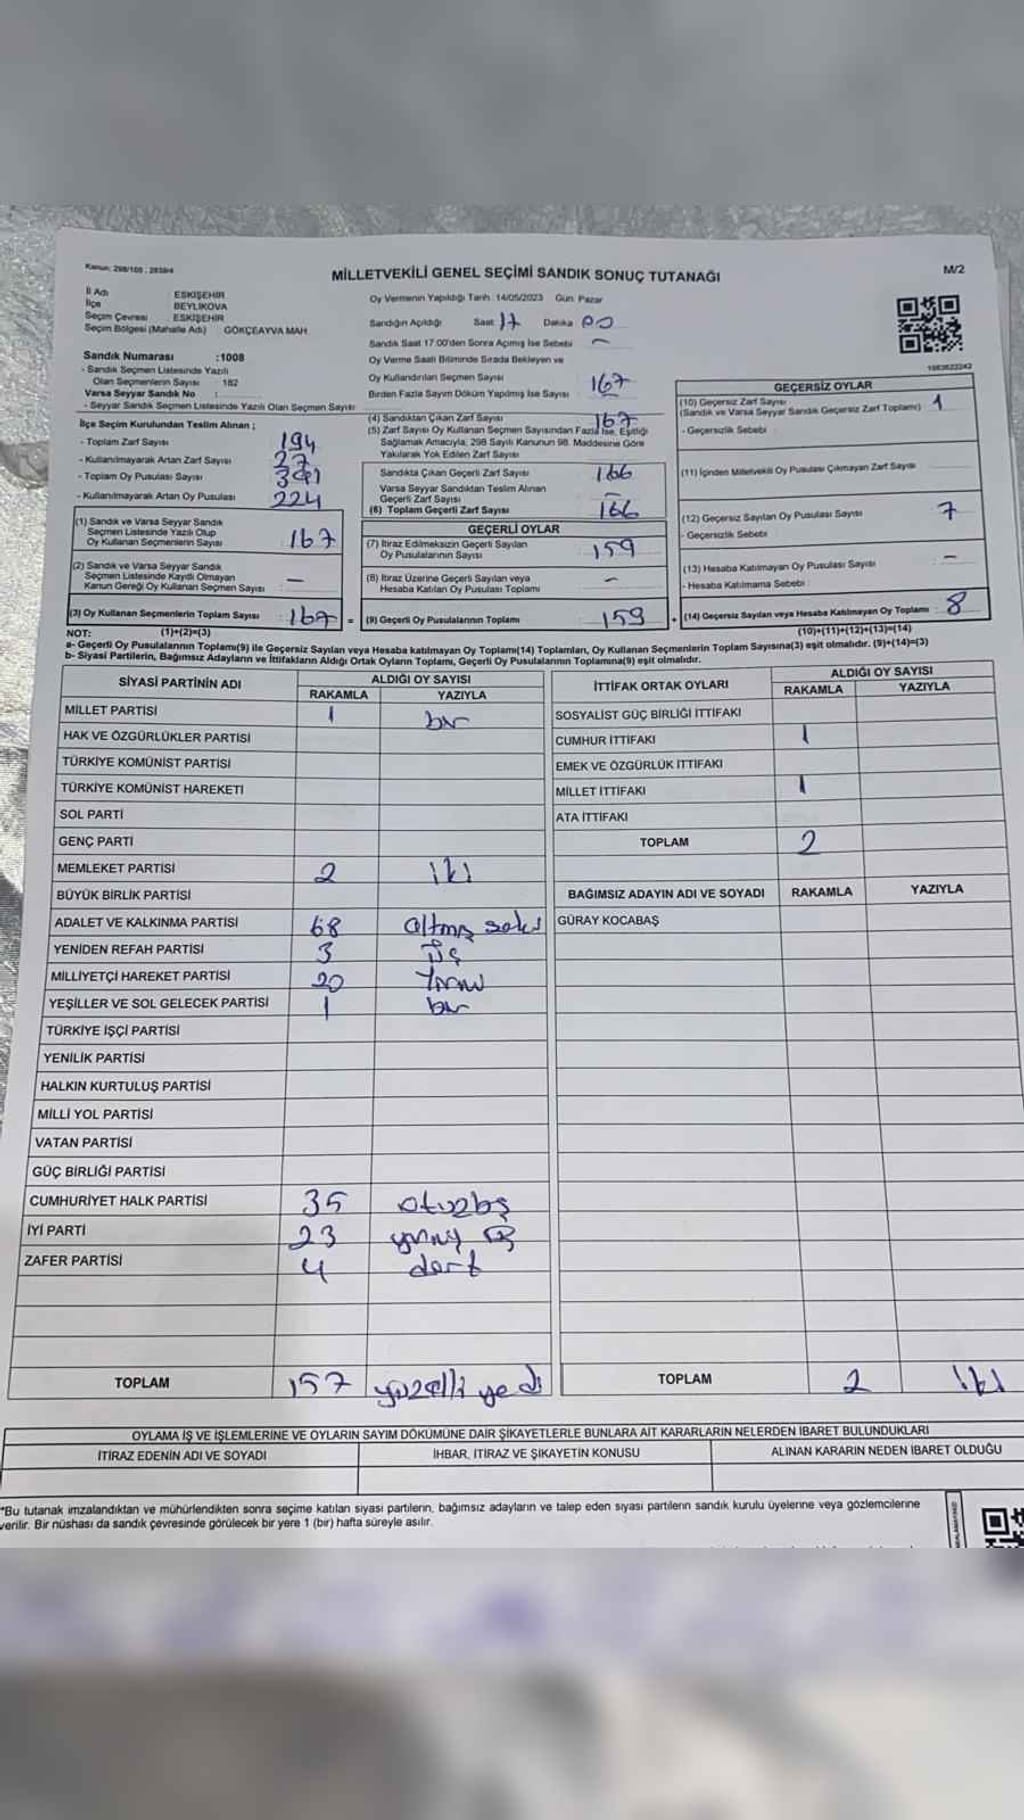 Kanun: 298/105 ; 2839/4
MİLLETVEKİLİ GENEL SEÇİMİ SANDIK SONUÇ TUTANAĞI
M/2
İl Adı : ESKİŞEHİR
İlçe : BEYLİKOVA
Seçim Çevresi : ESKİŞEHİR
Seçim Bölgesi (Mahalle Adı) : GÖKÇEAYVA MAH.
Sandık Numarası :1008
- Sandık Seçmen Listesinde Yazılı
Olan Seçmenlerin Sayısı : 182
Varsa Seyyar Sandık No :
- Seyyar Sandık Seçmen Listesinde Yazılı Olan Seçmen Sayısı:
İlçe Seçim Kurulundan Teslim Alınan ;
- Toplam Zarf Sayısı : 194
- Kullanılmayarak Artan Zarf Sayısı : 27
- Toplam Oy Pusulası Sayısı : 391
- Kullanılmayarak Artan Oy Pusulası : 224
(1) Sandık ve Varsa Seyyar Sandık
Seçmen Listesinde Yazılı Olup
Oy Kullanan Seçmenlerin Sayısı 167
(2) Sandık ve Varsa Seyyar Sandık
Seçmen Listesinde Kaydı Olmayan
Kanun Gereği Oy Kullanan Seçmen Sayısı —
(3) Oy Kullanan Seçmenlerin Toplam Sayısı 167 =
(1)+(2)=(3)
Oy Vermenin Yapıldığı Tarih: 14/05/2023 Gün: Pazar
Sandığın Açıldığı Saat 17 Dakika 00
Sandık Saat 17:00'den Sonra Açılmış İse Sebebi : —
Oy Verme Saati Bitiminde Sırada Bekleyen ve
Oy Kullandırılan Seçmen Sayısı :
Birden Fazla Sayım Döküm Yapılmış İse Sayısı : 167
(4) Sandıktan Çıkan Zarf Sayısı 167
(5) Zarf Sayısı Oy Kullanan Seçmen Sayısından Fazla İse, Eşitliği
Sağlamak Amacıyla, 298 Sayılı Kanunun 98. Maddesine Göre
Yakılarak Yok Edilen Zarf Sayısı —
Sandıkta Çıkan Geçerli Zarf Sayısı 166
Varsa Seyyar Sandıktan Teslim Alınan
Geçerli Zarf Sayısı —
(6) Toplam Geçerli Zarf Sayısı 166
GEÇERLİ OYLAR
(7) İtiraz Edilmeksizin Geçerli Sayılan
Oy Pusulalarının Sayısı 159
(8) İtiraz Üzerine Geçerli Sayılan veya
Hesaba Katılan Oy Pusulası Toplamı —
(9) Geçerli Oy Pusulalarının Toplamı 159 +
1083622242
GEÇERSİZ OYLAR
(10) Geçersiz Zarf Sayısı 1
(Sandık ve Varsa Seyyar Sandık Geçersiz Zarf Toplamı)
- Geçersizlik Sebebi :
(11) İçinden Milletvekili Oy Pusulası Çıkmayan Zarf Sayısı
(12) Geçersiz Sayılan Oy Pusulası Sayısı 7
- Geçersizlik Sebebi :
(13) Hesaba Katılmayan Oy Pusulası Sayısı —
- Hesaba Katılmama Sebebi :
(14) Geçersiz Sayılan veya Hesaba Katılmayan Oy Toplamı 8
(10)+(11)+(12)+(13)=(14)
NOT:
a- Geçerli Oy Pusulalarının Toplamı(9) ile Geçersiz Sayılan veya Hesaba katılmayan Oy Toplamı(14) Toplamları, Oy Kullanan Seçmenlerin Toplam Sayısına(3) eşit olmalıdır. (9)+(14)=(3)
b- Siyasi Partilerin, Bağımsız Adayların ve İttifakların Aldığı Ortak Oyların Toplamı, Geçerli Oy Pusulalarının Toplamına(9) eşit olmalıdır.
SİYASİ PARTİNİN ADI ALDIĞI OY SAYISI
RAKAMLA YAZIYLA
MİLLET PARTİSİ 1 bir
HAK VE ÖZGÜRLÜKLER PARTİSİ
TÜRKİYE KOMÜNİST PARTİSİ
TÜRKİYE KOMÜNİST HAREKETİ
SOL PARTİ
GENÇ PARTİ
MEMLEKET PARTİSİ 2 iki
BÜYÜK BİRLİK PARTİSİ
ADALET VE KALKINMA PARTİSİ 68 altmış sekiz
YENİDEN REFAH PARTİSİ 3 üç
MİLLİYETÇİ HAREKET PARTİSİ 20 yirmi
YEŞİLLER VE SOL GELECEK PARTİSİ 1 bir
TÜRKİYE İŞÇİ PARTİSİ
YENİLİK PARTİSİ
HALKIN KURTULUŞ PARTİSİ
MİLLİ YOL PARTİSİ
VATAN PARTİSİ
GÜÇ BİRLİĞİ PARTİSİ
CUMHURİYET HALK PARTİSİ 35 otuzbeş
İYİ PARTİ 23 yirmi üç
ZAFER PARTİSİ 4 dört
TOPLAM 157 yüzelli yedi
İTTİFAK ORTAK OYLARI ALDIĞI OY SAYISI
RAKAMLA YAZIYLA
SOSYALİST GÜÇ BİRLİĞİ İTTİFAKI
CUMHUR İTTİFAKI 1
EMEK VE ÖZGÜRLÜK İTTİFAKI
MİLLET İTTİFAKI 1
ATA İTTİFAKI
TOPLAM 2
BAĞIMSIZ ADAYIN ADI VE SOYADI RAKAMLA YAZIYLA
GÜRAY KOCABAŞ
TOPLAM 2 iki
OYLAMA İŞ VE İŞLEMLERİNE VE OYLARIN SAYIM DÖKÜMÜNE DAİR ŞİKAYETLERLE BUNLARA AİT KARARLARIN NELERDEN İBARET BULUNDUKLARI
İTİRAZ EDENİN ADI VE SOYADI İHBAR, İTİRAZ VE ŞİKAYETİN KONUSU ALINAN KARARIN NEDEN İBARET OLDUĞU
*Bu tutanak imzalandıktan ve mühürlendikten sonra seçime katılan siyasi partilerin, bağımsız adayların ve talep eden siyasi partilerin sandık kurulu üyelerine veya gözlemcilerine
verilir. Bir nüshası da sandık çevresinde görülecek bir yere 1 (bir) hafta süreyle asılır.